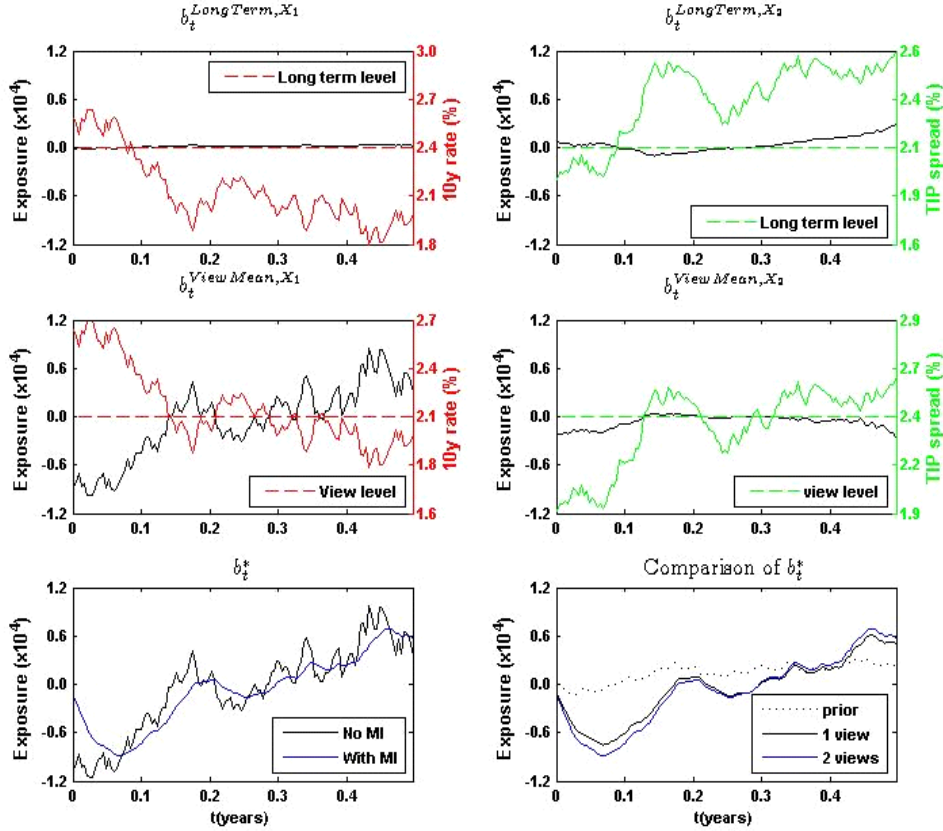 b_t^{LongTerm,X_1}
1.2
0.6
0.0
-0.6
-1.2
Exposure (x10^-4)
Long term level
3.0
2.7
2.4
2.1
1.8
10y rate (%)
0 0.1 0.2 0.3 0.4
b_t^{LongTerm,X_2}
1.2
0.6
0.0
-0.6
-1.2
Exposure (x10^-4)
Long term level
2.6
2.4
2.1
1.9
1.6
TIP spread (%)
0 0.1 0.2 0.3 0.4
b_t^{View Mean,X_1}
1.2
0.6
0.0
-0.6
-1.2
Exposure (x10^-4)
View level
2.7
2.4
2.1
1.8
1.6
10y rate (%)
0 0.1 0.2 0.3 0.4
b_t^{View Mean,X_2}
1.2
0.6
0.0
-0.6
-1.2
Exposure (x10^-4)
view level
2.9
2.6
2.4
2.2
1.9
TIP spread (%)
0 0.1 0.2 0.3 0.4
b_t^*
1.2
0.6
0.0
-0.6
-1.2
Exposure (x10^-4)
No MI
With MI
0 0.1 0.2 0.3 0.4
t(years)
Comparison of b_t^*
1.2
0.6
0.0
-0.6
-1.2
Exposure (x10^-4)
prior
1 view
2 views
0 0.1 0.2 0.3 0.4
t(years)